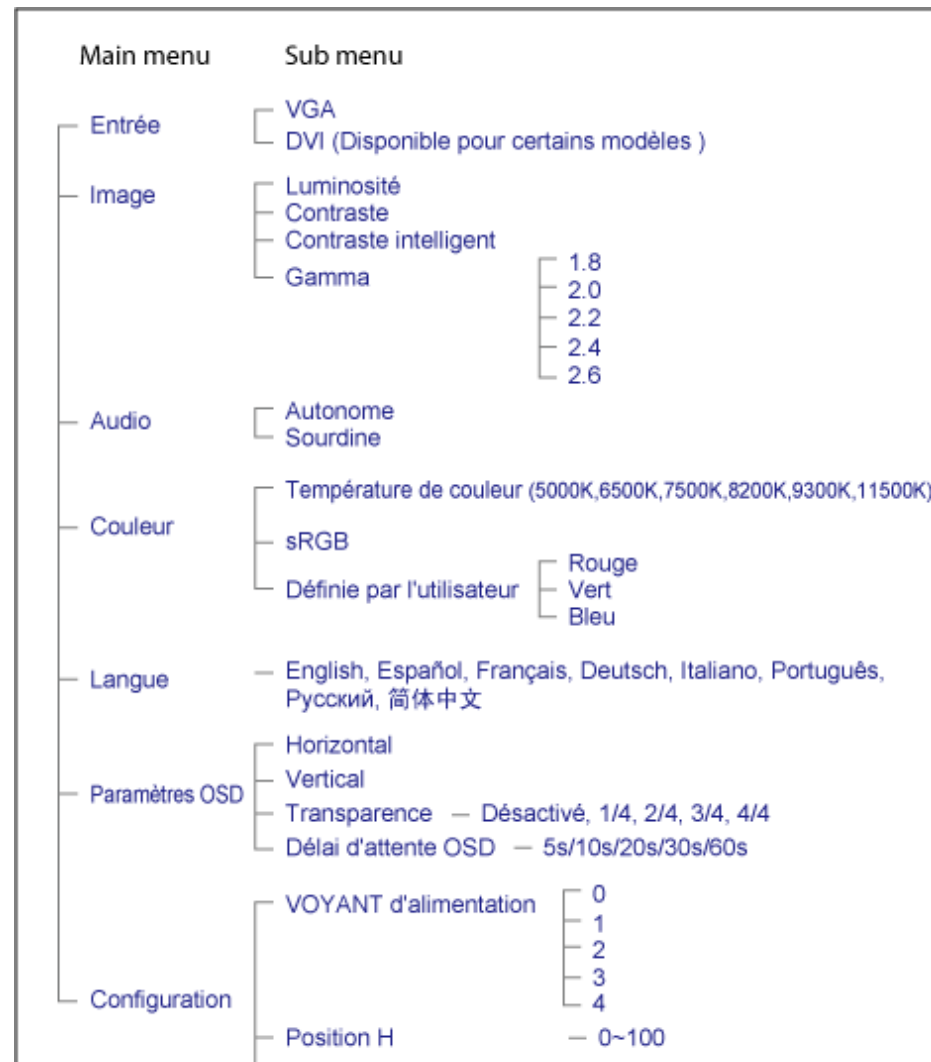 Main menu Sub menu
Entrée
VGA
DVI (Disponible pour certains modèles )
Image
Luminosité
Contraste
Contraste intelligent
Gamma
1.8
2.0
2.2
2.4
2.6
Audio
Autonome
Sourdine
Couleur
Température de couleur (5000K,6500K,7500K,8200K,9300K,11500K)
sRGB
Définie par l'utilisateur
Rouge
Vert
Bleu
Langue
English, Español, Français, Deutsch, Italiano, Português,
Русский, 简体中文
Paramètres OSD
Horizontal
Vertical
Transparence — Désactivé, 1/4, 2/4, 3/4, 4/4
Délai d'attente OSD — 5s/10s/20s/30s/60s
Configuration
VOYANT d'alimentation
0
1
2
3
4
Position H — 0~100